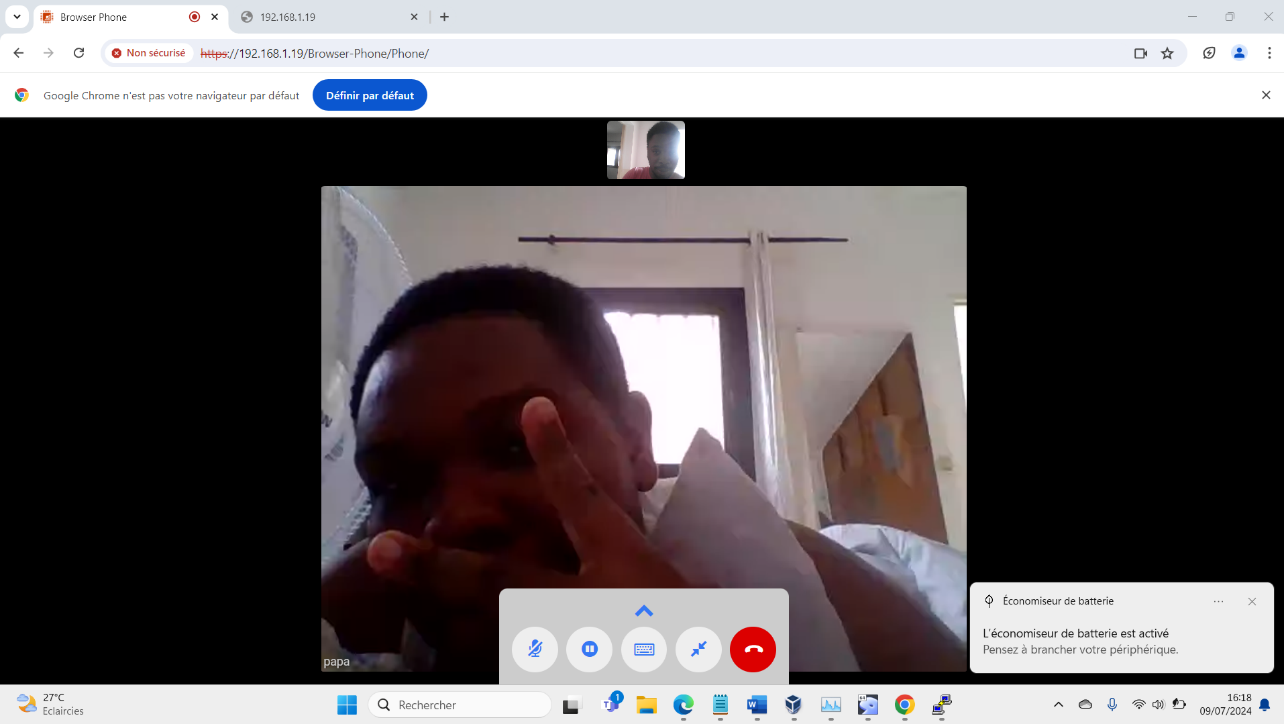 Browser Phone
192.168.1.19
Non sécurisé
https://192.168.1.19/Browser-Phone/Phone/
Google Chrome n'est pas votre navigateur par défaut
Définir par défaut
papa
Économiseur de batterie
L'économiseur de batterie est activé
Pensez à brancher votre périphérique.
27°C
Eclaircies
Rechercher
1
16:18
09/07/2024